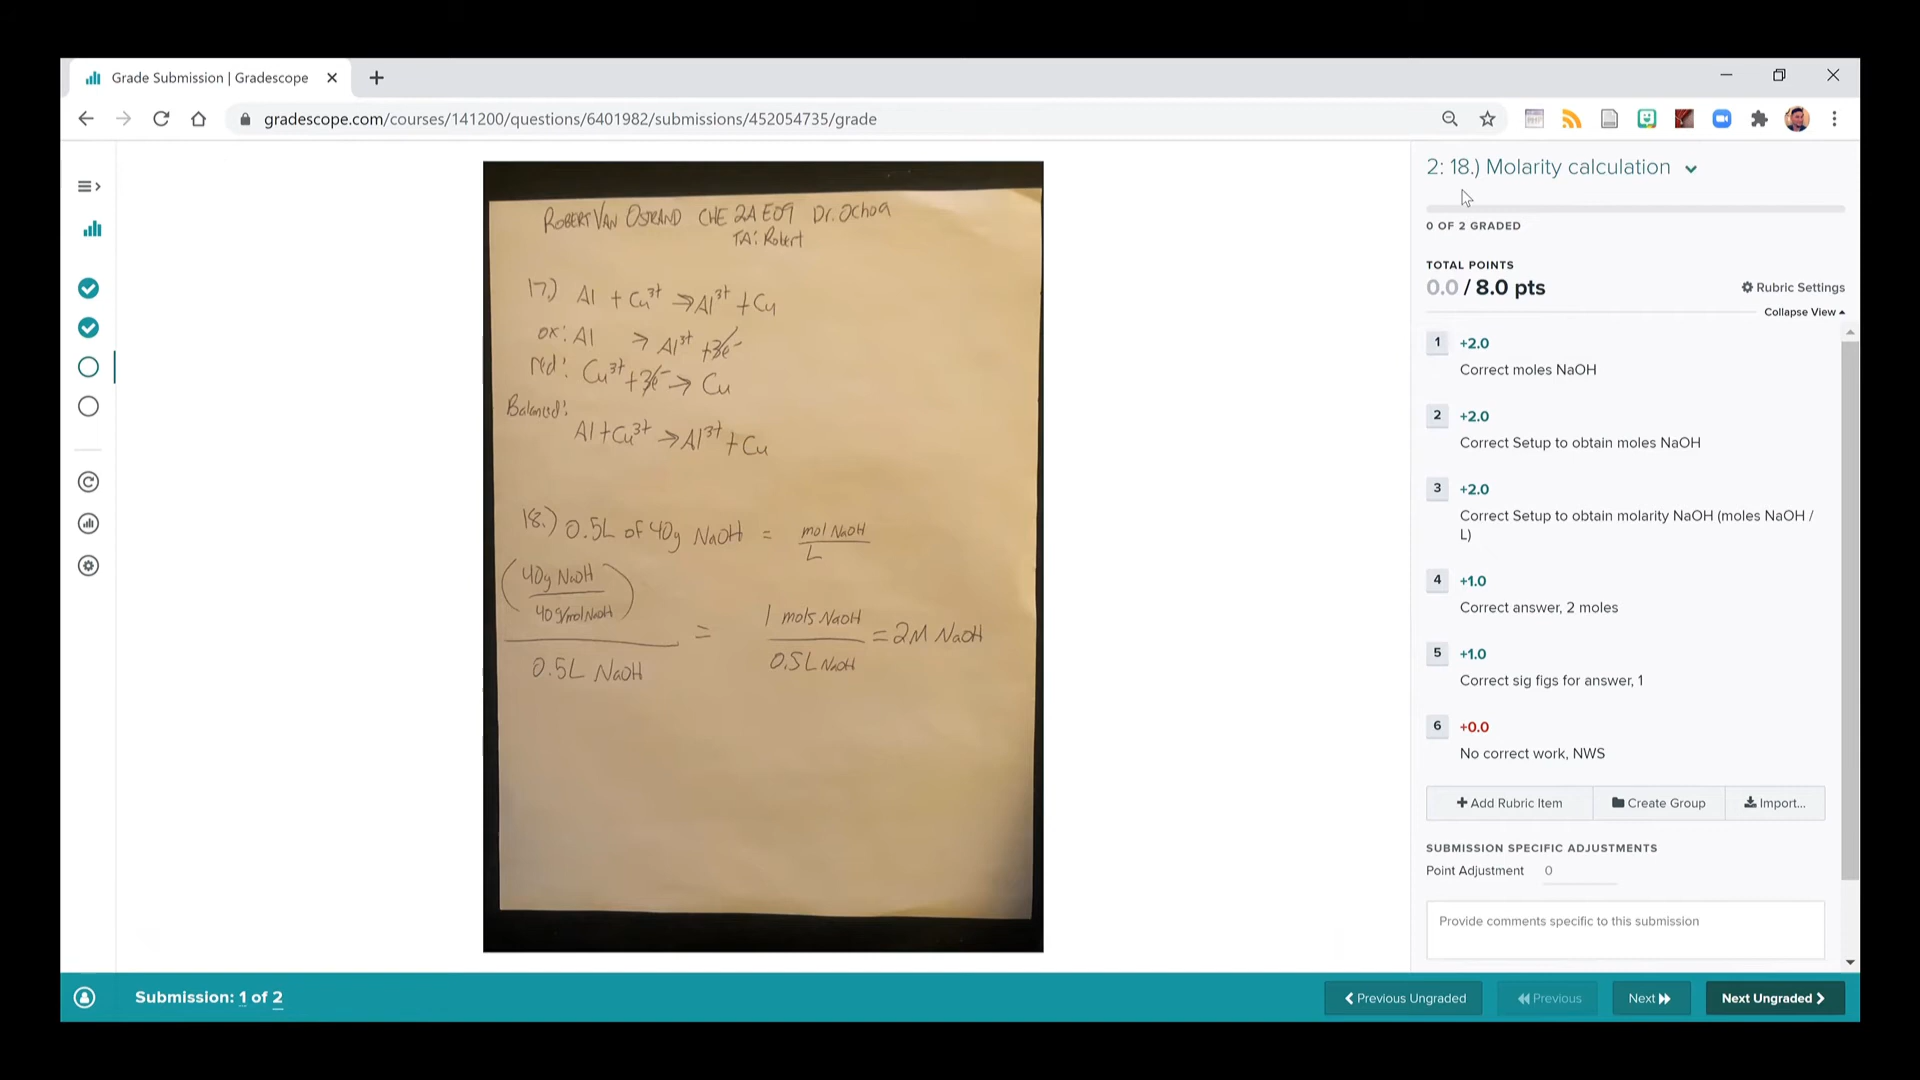 Grade Submission | Gradescope
gradescope.com/courses/141200/questions/6401982/submissions/452054735/grade
ROBERT VAN OSTRAND CHE 2A E09 Dr. Ochoa
TA: Robert
17.) Al + Cu³⁺ → Al³⁺ + Cu
ox: Al → Al³⁺ + 3e⁻
red: Cu³⁺ + 3e⁻ → Cu
Balanced:
Al + Cu³⁺ → Al³⁺ + Cu
18.) 0.5L of 40g NaOH = mol NaOH
L
(40g NaOH
40g/mol NaOH)
0.5L NaOH
= 1 mols NaOH
0.5L NaOH
= 2M NaOH
2: 18.) Molarity calculation
0 OF 2 GRADED
TOTAL POINTS
0.0 / 8.0 pts
Rubric Settings
Collapse View
1 +2.0
Correct moles NaOH
2 +2.0
Correct Setup to obtain moles NaOH
3 +2.0
Correct Setup to obtain molarity NaOH (moles NaOH /
L)
4 +1.0
Correct answer, 2 moles
5 +1.0
Correct sig figs for answer, 1
6 +0.0
No correct work, NWS
Add Rubric Item Create Group Import...
SUBMISSION SPECIFIC ADJUSTMENTS
Point Adjustment 0
Provide comments specific to this submission
Submission: 1 of 2
Previous Ungraded Previous Next Next Ungraded